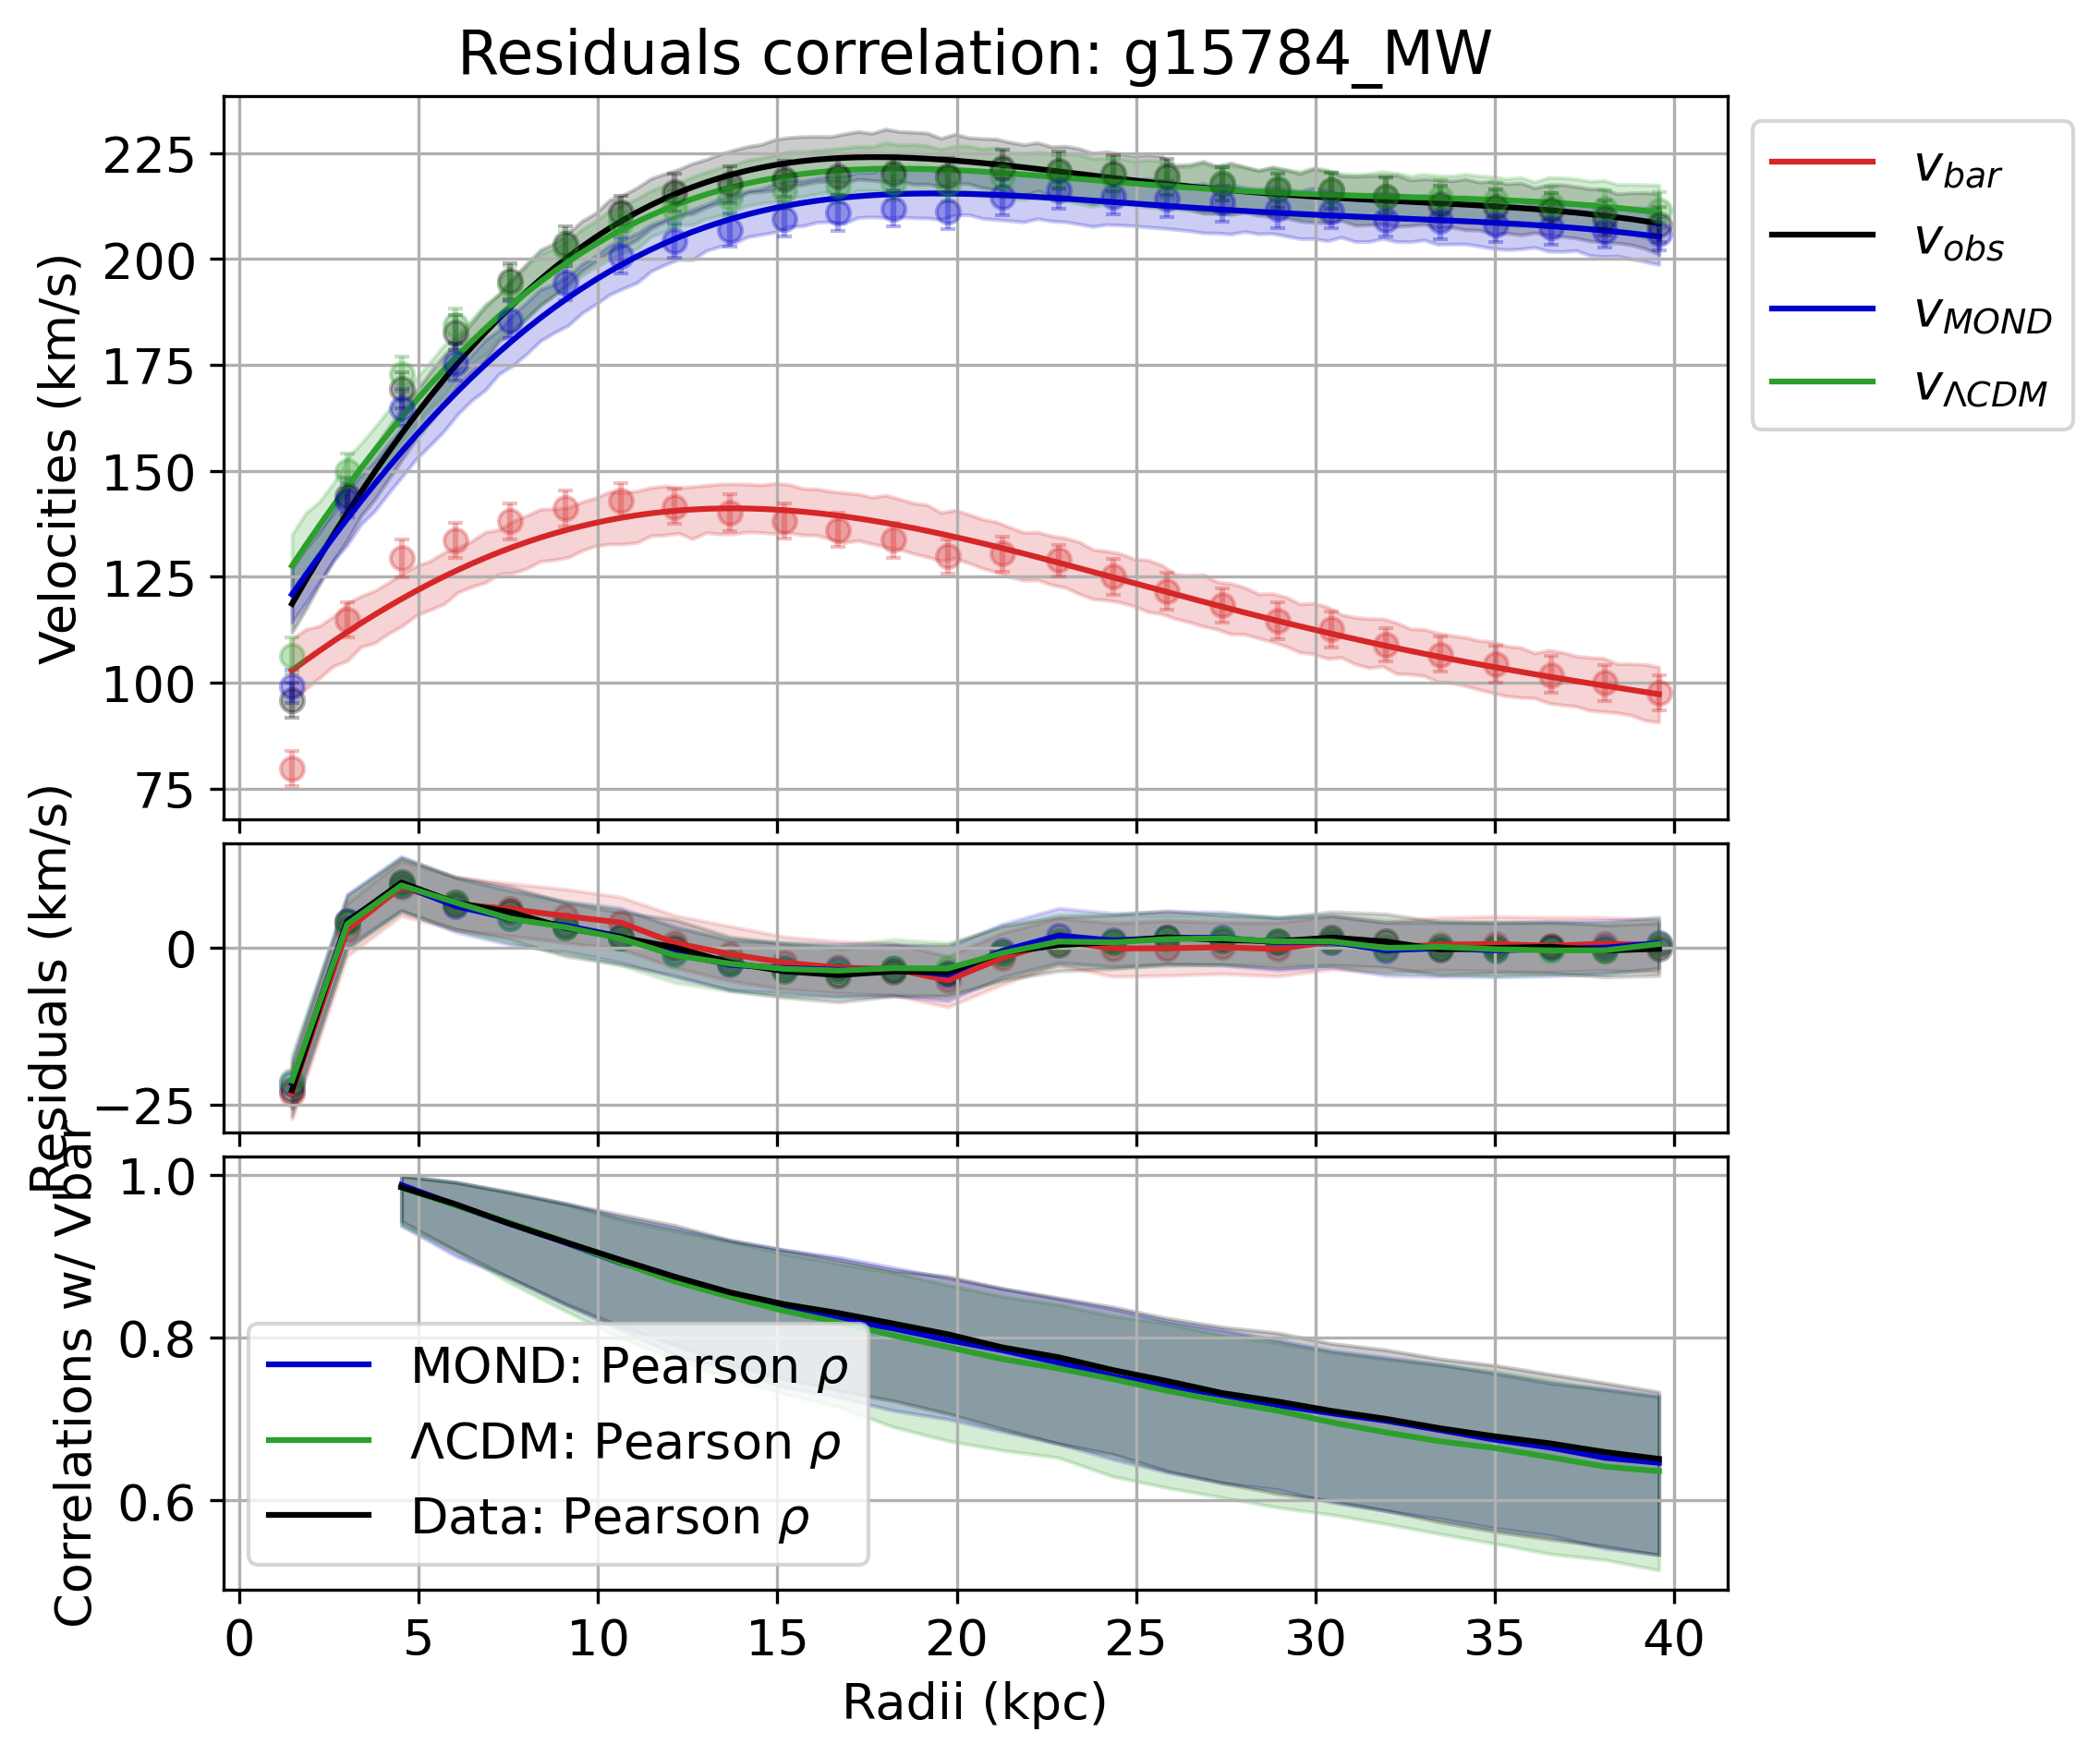 Residuals correlation: g15784_MW
Velocities (km/s)
225
200
175
150
125
100
75
v_bar
v_obs
v_MOND
v_ΛCDM
Residuals (km/s)
0
−25
Correlations w/ Vbar
1.0
0.8
0.6
MOND: Pearson ρ
ΛCDM: Pearson ρ
Data: Pearson ρ
0 5 10 15 20 25 30 35 40
Radii (kpc)